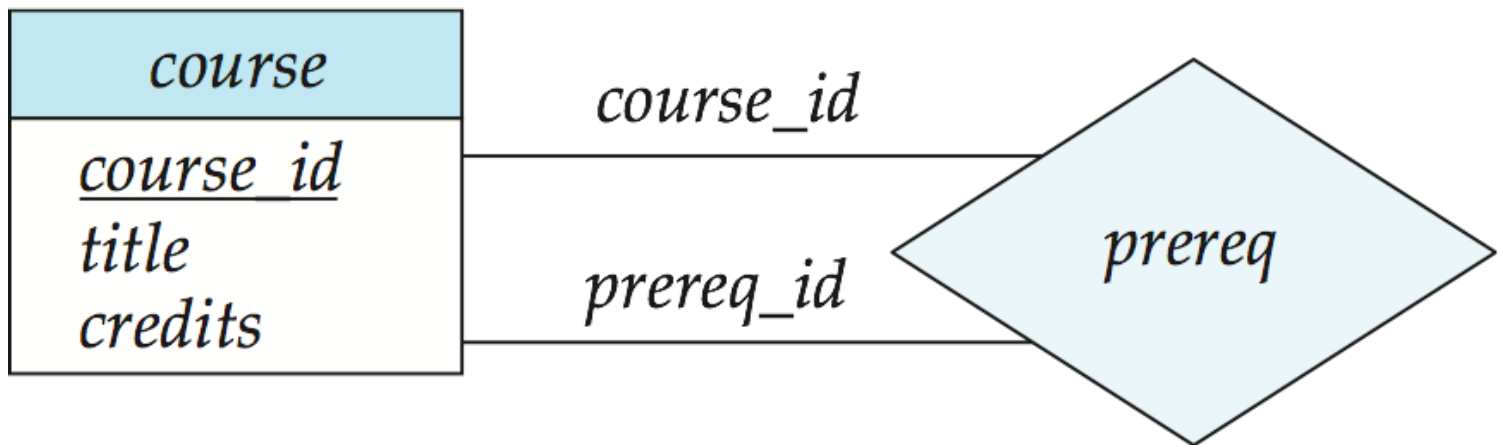 course
course_id
title
credits
course_id
prereq_id
prereq